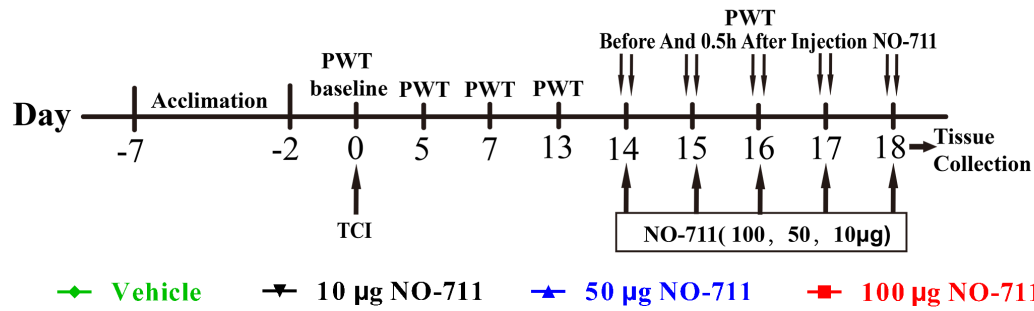 PWT
Before And 0.5h After Injection NO-711
PWT
baseline
Acclimation
PWT PWT PWT
Day
-7 -2 0 5 7 13 14 15 16 17 18
Tissue
Collection
TCI
NO-711( 100, 50, 10µg)
Vehicle 10 µg NO-711 50 µg NO-711 100 µg NO-711